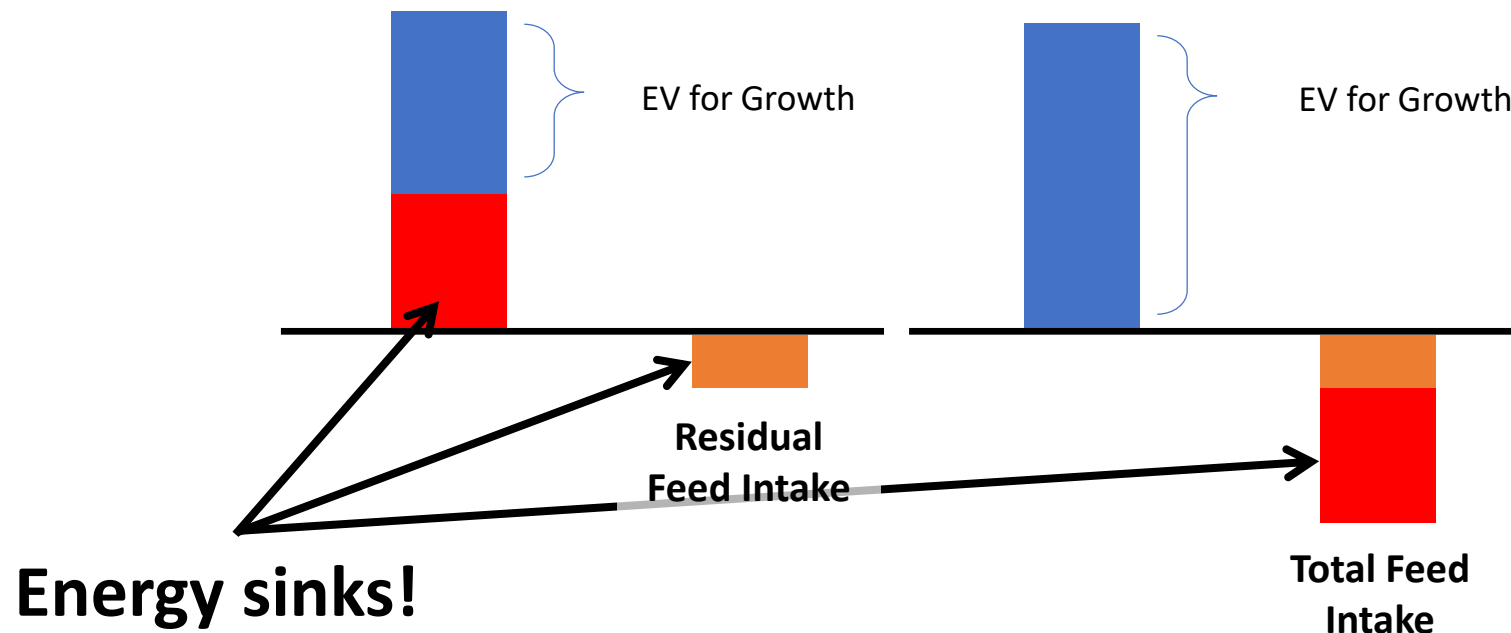 EV for Growth
EV for Growth
Residual
Feed Intake
Energy sinks!
Total Feed
Intake